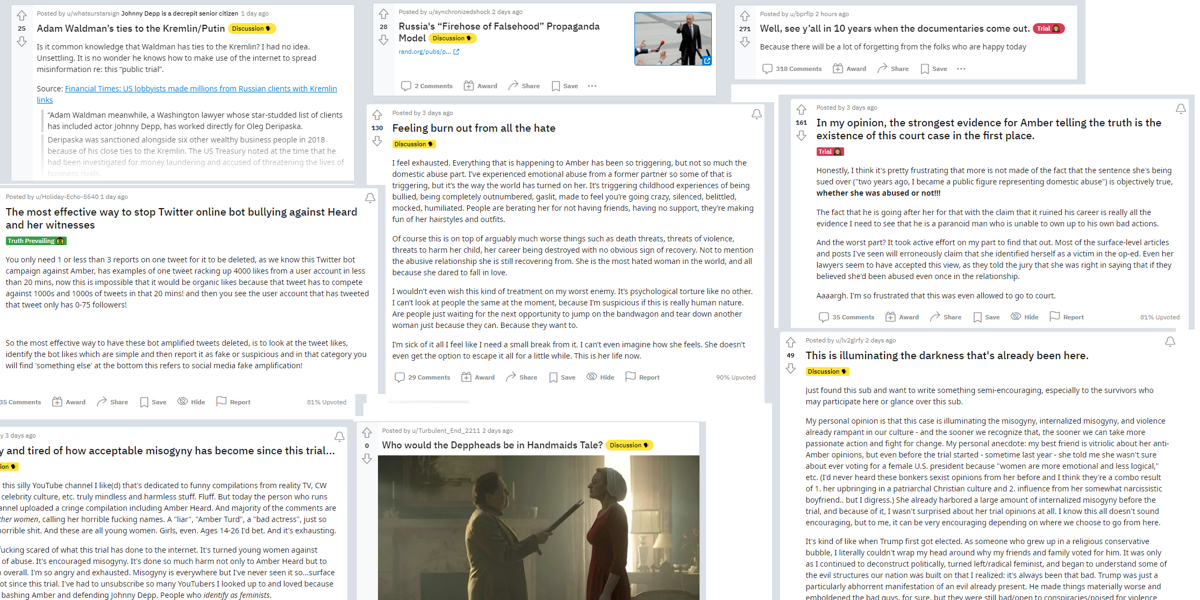 25
Posted by u/whatsurstarsign Johnny Depp is a decrepit senior citizen 1 day ago
Adam Waldman's ties to the Kremlin/Putin Discussion
Is it common knowledge that Waldman has ties to the Kremlin? I had no idea.
Unsettling. It is no wonder he knows how to make use of the internet to spread
misinformation re: this "public trial".
Source: Financial Times: US lobbyists made millions from Russian clients with Kremlin
links
"Adam Waldman meanwhile, a Washington lawyer whose star-studded list of clients
has included actor Johnny Depp, has worked directly for Oleg Deripaska.
Deripaska was sanctioned alongside six other wealthy business people in 2018
because of his close ties to the Kremlin. The US Treasury noted at the time that he
had been investigated for money laundering and accused of threatening the lives of
business rivals.
28
Posted by u/synchronizedshock 2 days ago
Russia's "Firehose of Falsehood" Propaganda
Model Discussion
rand.org/pubs/p...
2 Comments Award Share Save ...
271
Posted by u/bprflp 2 hours ago
Well, see y'all in 10 years when the documentaries come out. Trial
Because there will be a lot of forgetting from the folks who are happy today
318 Comments Award Share Save ...
Posted by u/Holiday-Echo-5640 1 day ago
The most effective way to stop Twitter online bot bullying against Heard
and her witnesses
Truth Prevailing
You only need 1 or less than 3 reports on one tweet for it to be deleted, as we know this Twitter bot
campaign against Amber, has examples of one tweet racking up 4000 likes from a user account in less
than 20 mins, now this is impossible that it would be organic likes because that tweet has to compete
against 1000s and 1000s of tweets in that 20 mins! and then you see the user account that has tweeted
that tweet only has 0-75 followers!
So the most effective way to have these bot amplified tweets deleted, is to look at the tweet likes,
identify the bot likes which are simple and then report it as fake or suspicious and in that category you
will find 'something else' at the bottom this refers to social media fake amplification!
35 Comments Award Share Save Hide Report 81% Upvoted
130
Posted by 3 days ago
Feeling burn out from all the hate
Discussion
I feel exhausted. Everything that is happening to Amber has been so triggering, but not so much the
domestic abuse part. I've experienced emotional abuse from a former partner so some of that is
triggering, but it's the way the world has turned on her. It's triggering childhood experiences of being
bullied, being completely outnumbered, gaslit, made to feel you're going crazy, silenced, belittled,
mocked, humiliated. People are berating her for not having friends, having no support, they're making
fun of her hairstyles and outfits.
Of course this is on top of arguably much worse things such as death threats, threats of violence,
threats to harm her child, her career being destroyed with no obvious sign of recovery. Not to mention
the abusive relationship she is still recovering from. She is the most hated woman in the world, and all
because she dared to fall in love.
I wouldn't even wish this kind of treatment on my worst enemy. It's psychological torture like no other.
I can't look at people the same at the moment, because I'm suspicious if this is really human nature.
Are people just waiting for the next opportunity to jump on the bandwagon and tear down another
woman just because they can. Because they want to.
I'm sick of it all I feel like I need a small break from it. I can't even imagine how she feels. She doesn't
even get the option to escape it all for a little while. This is her life now.
29 Comments Award Share Save Hide Report 90% Upvoted
161
Posted by 3 days ago
In my opinion, the strongest evidence for Amber telling the truth is the
existence of this court case in the first place.
Trial
Honestly, I think it's pretty frustrating that more is not made of the fact that the sentence she's being
sued over ("two years ago, I became a public figure representing domestic abuse") is objectively true,
whether she was abused or not!!!
The fact that he is going after her for that with the claim that it ruined his career is really all the
evidence I need to see that he is a paranoid man who is unable to own up to his own bad actions.
And the worst part? It took active effort on my part to find that out. Most of the surface-level articles
and posts I've seen will erroneously claim that she identified herself as a victim in the op-ed. Even her
lawyers seem to have accepted this view, as they told the jury that she was right in saying that if they
believed she'd been abused even once in the relationship.
Aaaargh. I'm so frustrated that this was even allowed to go to court.
35 Comments Award Share Save Hide Report 81% Upvoted
y 3 days ago
y and tired of how acceptable misogyny has become since this trial...
ion
this silly YouTube channel I like(d) that's dedicated to funny compilations from reality TV, CW
celebrity culture, etc. truly mindless and harmless stuff. Fluff. But today the person who runs
annel uploaded a cringe compilation including Amber Heard. And majority of the comments are
ther women, calling her horrible fucking names. A "liar", "Amber Turd", a "bad actress", just so
orrible shit. And these are all young women. Girls, even. Ages 14-26 I'd bet. And it's exhausting.
fucking scared of what this trial has done to the internet. It's turned young women against
of abuse. It's encouraged misogyny. It's done so much harm not only to Amber Heard but to
overall. I'm so angry and exhausted. Misogyny is everywhere but I've never seen it so...surface
ot since this trial. I've had to unsubscribe so many YouTubers I looked up to and loved because
bashing Amber and defending Johnny Depp. People who identify as feminists.
0
Posted by u/Turbulent_End_2211 2 days ago
Who would the Deppheads be in Handmaids Tale? Discussion
49
Posted by u/lv2glrfy 2 days ago
This is illuminating the darkness that's already been here.
Discussion
Just found this sub and want to write something semi-encouraging, especially to the survivors who
may participate here or glance over this sub.
My personal opinion is that this case is illuminating the misogyny, internalized misogyny, and violence
already rampant in our culture - and the sooner we recognize that, the sooner we can take more
passionate action and fight for change. My personal anecdote: my best friend is vitriolic about her anti-
Amber opinions, but even before the trial started - sometime last year - she told me she wasn't sure
about ever voting for a female U.S. president because "women are more emotional and less logical,"
etc. (I'd never heard these bonkers sexist opinions from her before and I think they're a combo result
of 1. her upbringing in a patriarchal Christian culture and 2. influence from her somewhat narcissistic
boyfriend.. but I digress.) She already harbored a large amount of internalized misogyny before the
trial, and because of it, I wasn't surprised about her trial opinions at all. I know this all doesn't sound
encouraging, but to me, it can be very encouraging depending on where we choose to go from here.
It's kind of like when Trump first got elected. As someone who grew up in a religious conservative
bubble, I literally couldn't wrap my head around why my friends and family voted for him. It was only
as I continued to deconstruct politically, turned left/radical feminist, and began to understand some of
the evil structures our nation was built on that I realized: it's always been that bad. Trump was just a
particularly abhorrent manifestation of an evil already present. He made things materially worse and
emboldened the bad guys, for sure, but they were still bad/open to conspiracies/poised for violence